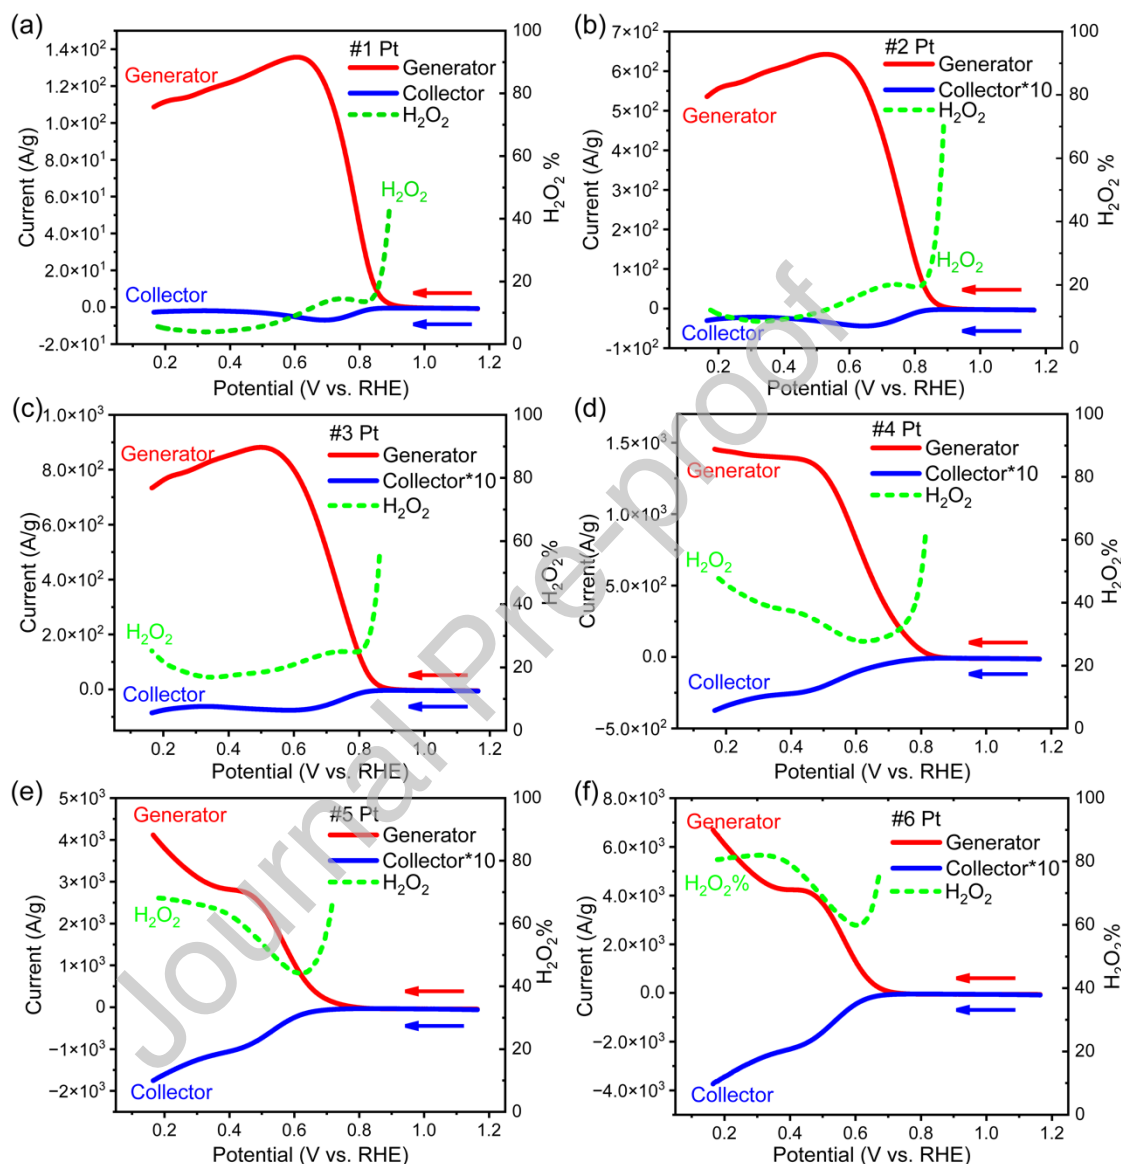 (a)
#1 Pt
Generator
Collector
H₂O₂
Generator
H₂O₂
Collector
1.4×10²
1.2×10²
1.0×10²
8.0×10¹
6.0×10¹
4.0×10¹
2.0×10¹
0.0
-2.0×10¹
Current (A/g)
100
80
60
40
20
0
H₂O₂ %
0.2 0.4 0.6 0.8 1.0 1.2
Potential (V vs. RHE)
(b)
#2 Pt
Generator
Collector*10
H₂O₂
Generator
H₂O₂
Collector
7×10²
6×10²
5×10²
4×10²
3×10²
2×10²
1×10²
0
-1×10²
Current (A/g)
100
80
60
40
20
0
H₂O₂ %
0.2 0.4 0.6 0.8 1.0 1.2
Potential (V vs. RHE)
(c)
#3 Pt
Generator
Collector*10
H₂O₂
Generator
H₂O₂
Collector
1.0×10³
8.0×10²
6.0×10²
4.0×10²
2.0×10²
0.0
Current (A/g)
100
80
60
40
20
0
H₂O₂%
0.2 0.4 0.6 0.8 1.0 1.2
Potential (V vs. RHE)
(d)
#4 Pt
Generator
Collector*10
H₂O₂
Generator
H₂O₂
Collector
1.5×10³
1.0×10³
5.0×10²
0.0
-5.0×10²
Current(A/g)
100
80
60
40
20
0
H₂O₂%
0.2 0.4 0.6 0.8 1.0 1.2
Potential (V vs. RHE)
(e)
#5 Pt
Generator
Collector*10
H₂O₂
Generator
H₂O₂
Collector
5×10³
4×10³
3×10³
2×10³
1×10³
0
−1×10³
−2×10³
Current (A/g)
100
80
60
40
20
0
H₂O₂%
0.2 0.4 0.6 0.8 1.0 1.2
Potential (V vs. RHE)
(f)
#6 Pt
Generator
Collector*10
H₂O₂
Generator
H₂O₂%
Collector
8.0×10³
6.0×10³
4.0×10³
2.0×10³
0.0
−2.0×10³
−4.0×10³
Current (A/g)
100
80
60
40
20
0
H₂O₂%
0.2 0.4 0.6 0.8 1.0 1.2
Potential (V vs. RHE)
Journal Pre-proof